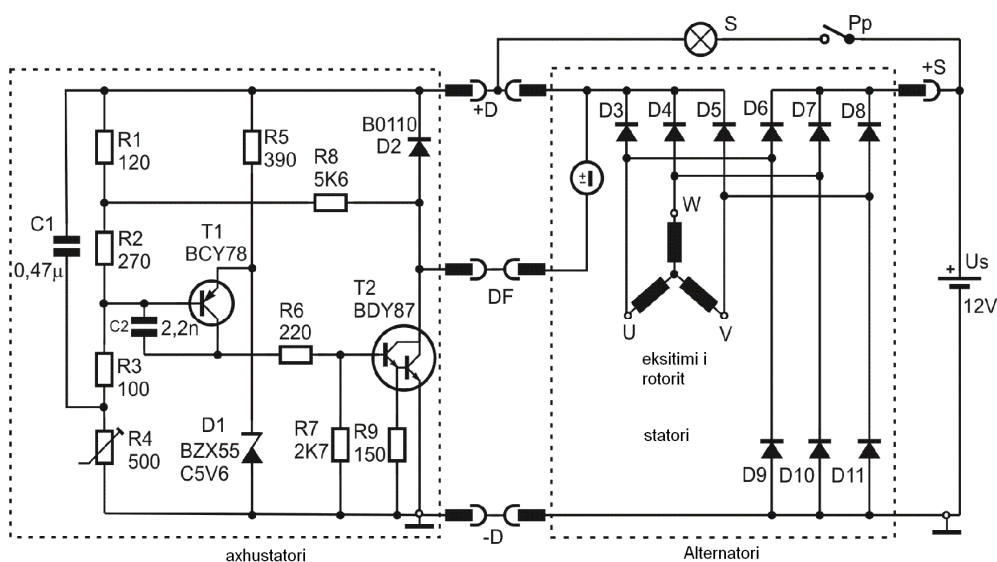 S
Pp
+S
+D
B0110
D2
D3
D4
D5
D6
D7
D8
R1
120
R5
390
R8
5K6
C1
0,47µ
R2
270
T1
BCY78
±
W
C2
2,2n
R6
220
T2
BDY87
DF
+
Us
12V
U
V
R3
100
eksitimi i
rotorit
R4
500
D1
BZX55
C5V6
R7
2K7
R9
150
statori
D9
D10
D11
-D
axhustatori
Alternatori